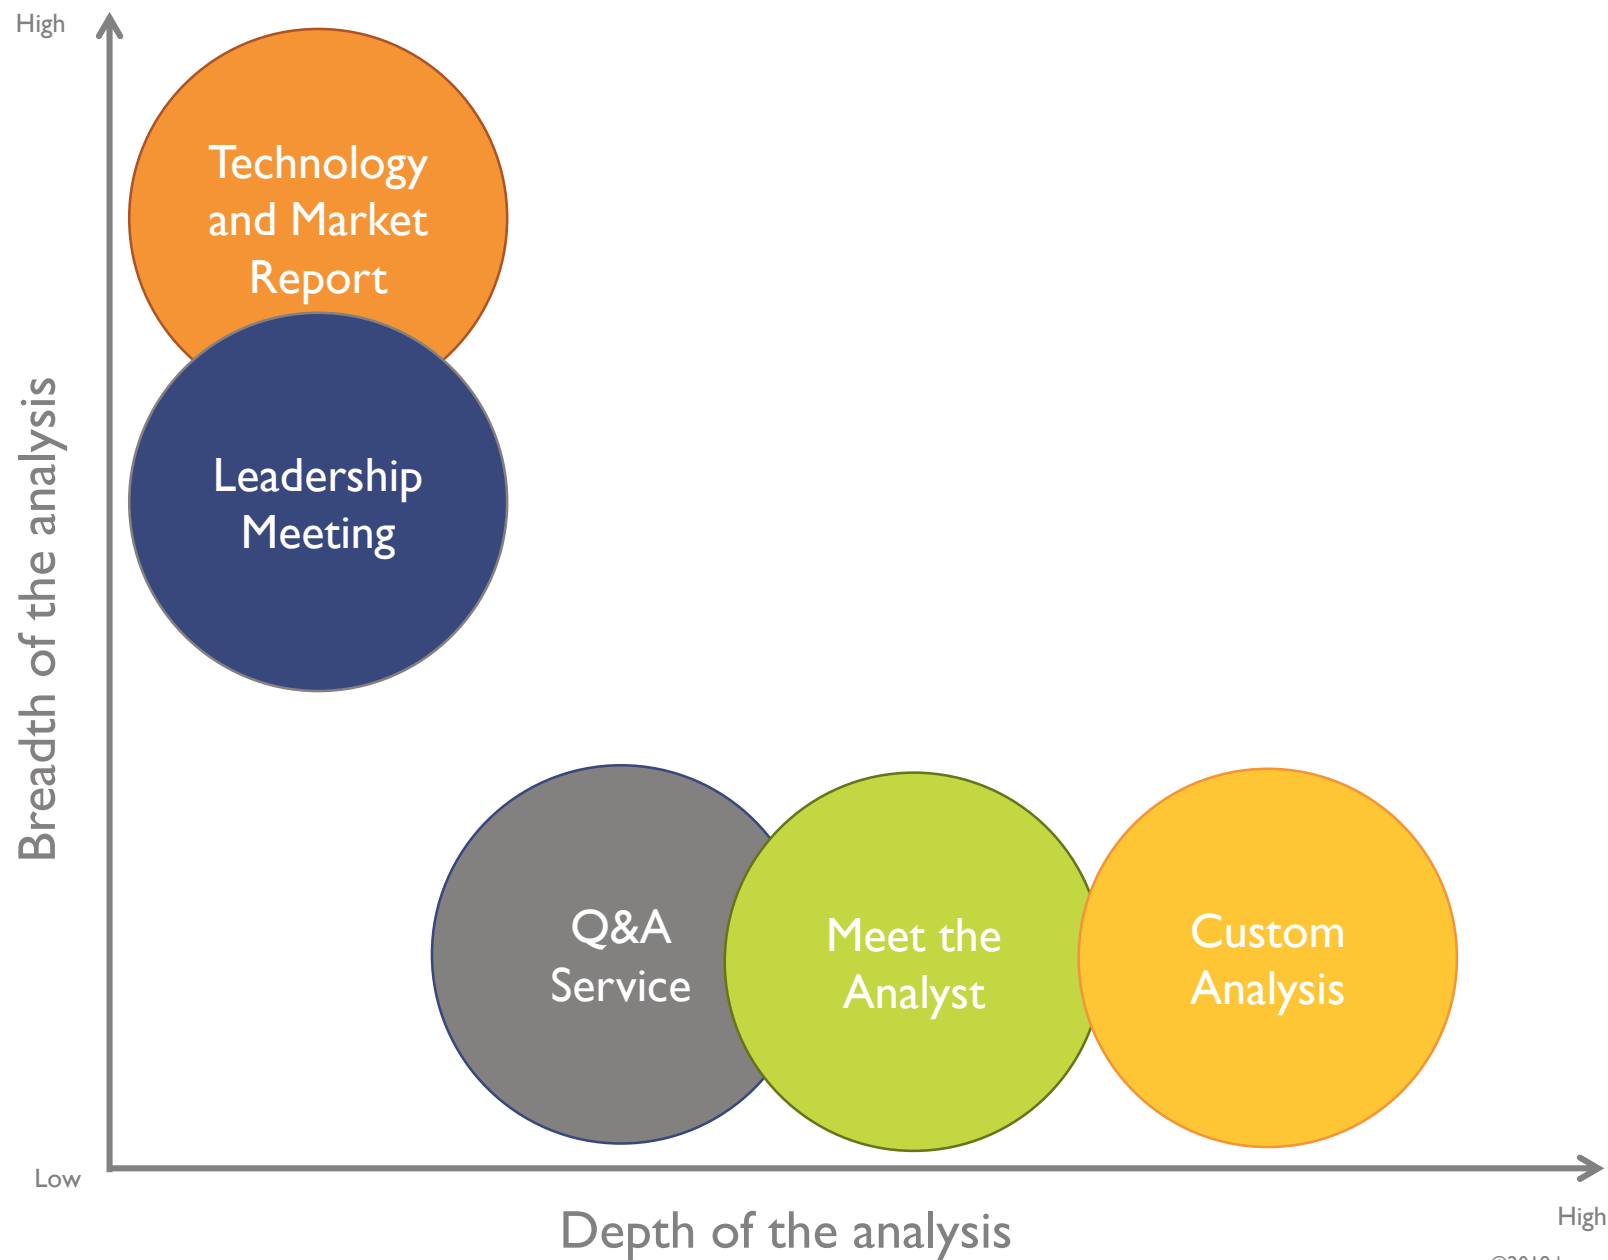 High
Technology
and Market
Report
Leadership
Meeting
Breadth of the analysis
Q&A
Service
Meet the
Analyst
Custom
Analysis
Low
High
Depth of the analysis